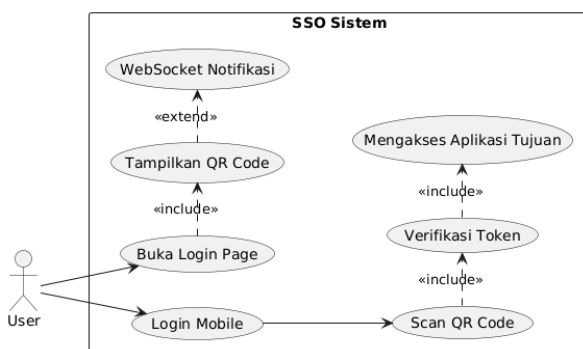 SSO Sistem
WebSocket Notifikasi
«extend»
Tampilkan QR Code
Mengakses Aplikasi Tujuan
«include»
«include»
Buka Login Page
Verifikasi Token
«include»
User
Login Mobile
Scan QR Code